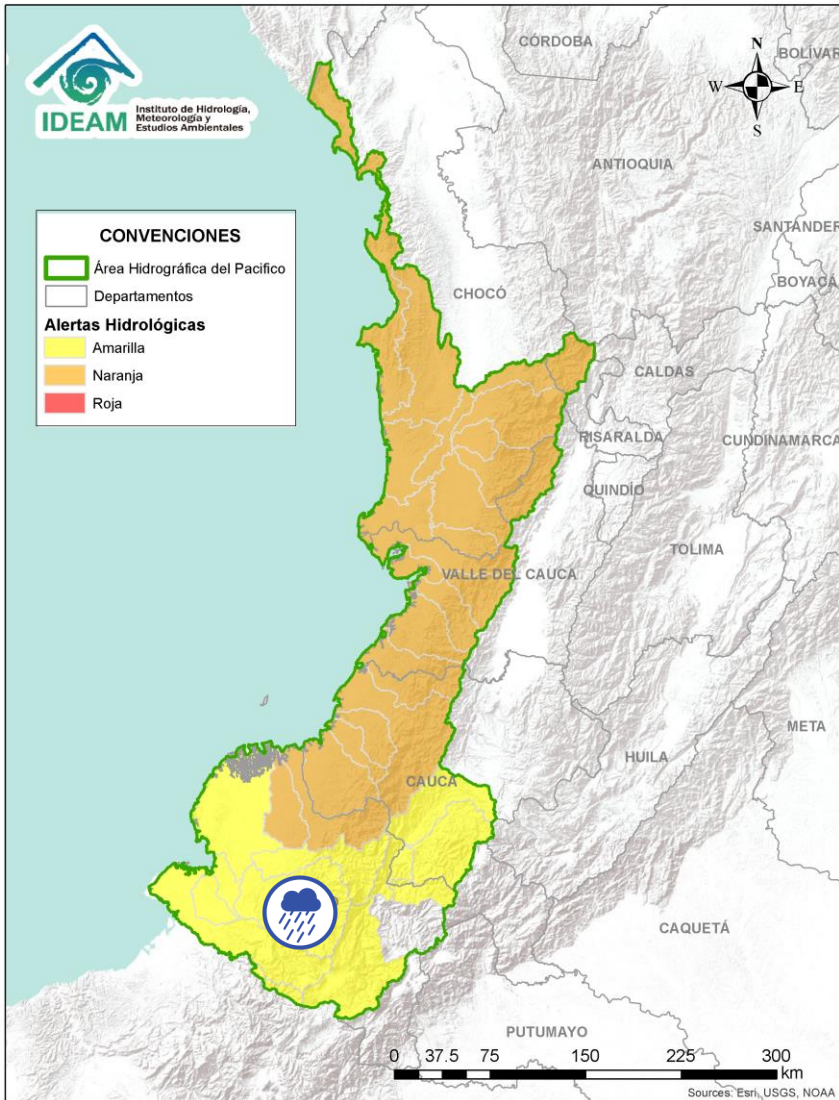 IDEAM
Instituto de Hidrología,
Meteorología y
Estudios Ambientales
CÓRDOBA
BOLÍVAR
N
W
E
S
ANTIOQUIA
SANTANDER
BOYACÁ
CONVENCIONES
Área Hidrográfica del Pacifico
Departamentos
Alertas Hidrológicas
Amarilla
Naranja
Roja
CHOCÓ
CALDAS
RISARALDA
CUNDINAMARCA
QUINDÍO
TOLIMA
VALLE DEL CAUCA
META
HUILA
CAUCA
CAQUETÁ
PUTUMAYO
0 37.5 75 150 225 300
km
Sources: Esri, USGS, NOAA